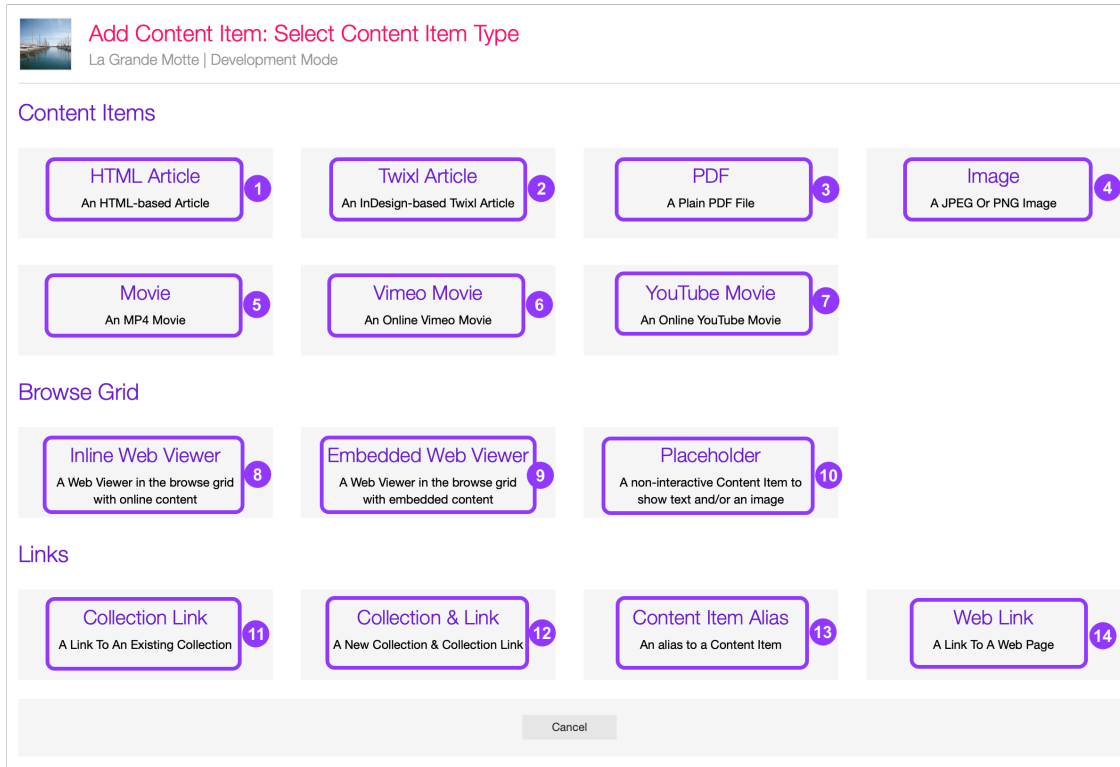 Add Content Item: Select Content Item Type
La Grande Motte | Development Mode
Content Items
HTML Article
An HTML-based Article
1
Twixl Article
An InDesign-based Twixl Article
2
PDF
A Plain PDF File
3
Image
A JPEG Or PNG Image
4
Movie
An MP4 Movie
5
Vimeo Movie
An Online Vimeo Movie
6
YouTube Movie
An Online YouTube Movie
7
Browse Grid
Inline Web Viewer
A Web Viewer in the browse grid
with online content
8
Embedded Web Viewer
A Web Viewer in the browse grid
with embedded content
9
Placeholder
A non-interactive Content Item to
show text and/or an image
10
Links
Collection Link
A Link To An Existing Collection
11
Collection & Link
A New Collection & Collection Link
12
Content Item Alias
An alias to a Content Item
13
Web Link
A Link To A Web Page
14
Cancel